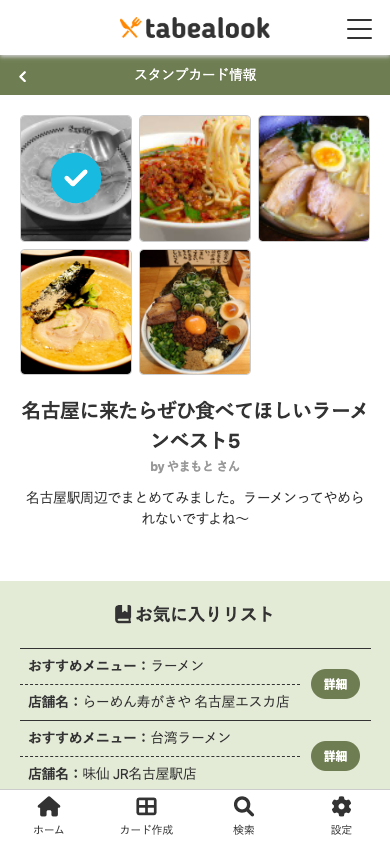 tabealook
スタンプカード情報
名古屋に来たらぜひ食べてほしいラーメ
ンベスト5
by やまもと さん
名古屋駅周辺でまとめてみました。ラーメンってやめら
れないですよね〜
お気に入りリスト
おすすめメニュー：ラーメン
詳細
店舗名：らーめん寿がきや 名古屋エスカ店
おすすめメニュー：台湾ラーメン
詳細
店舗名：味仙 JR名古屋駅店
ホーム
カード作成
検索
設定